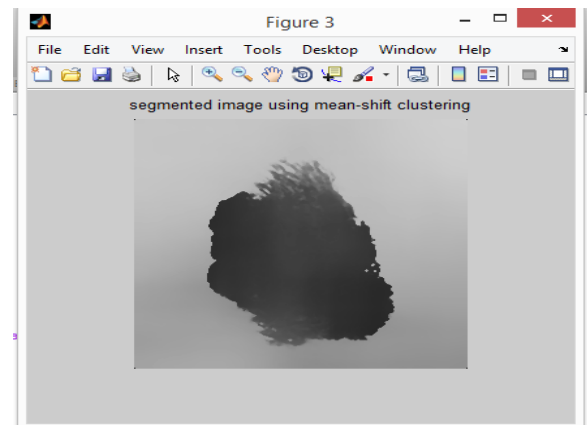 Figure 3
File Edit View Insert Tools Desktop Window Help
segmented image using mean-shift clustering